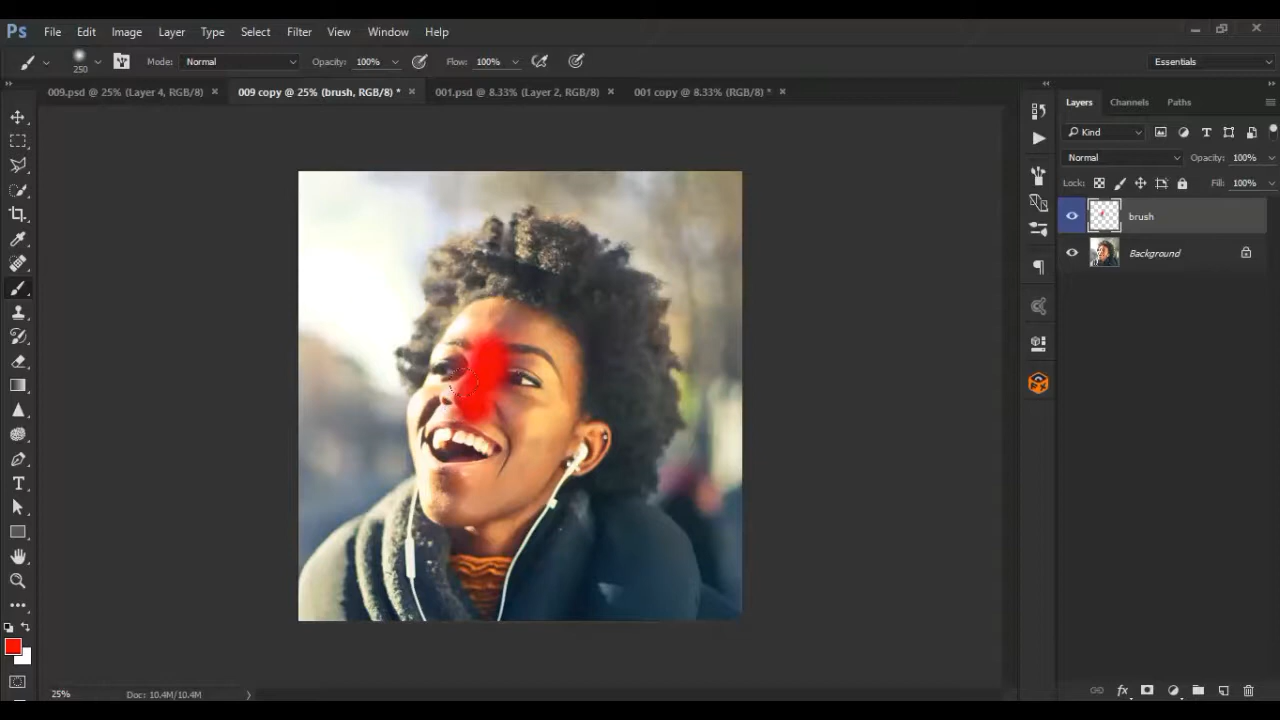 Ps File Edit Image Layer Type Select Filter View Window Help
250 Mode: Normal Opacity: 100% Flow: 100% Essentials
009.psd @ 25% (Layer 4, RGB/8) × 009 copy @ 25% (brush, RGB/8) * × 001.psd @ 8.33% (Layer 2, RGB/8) × 001 copy @ 8.33% (RGB/8) * ×
Layers Channels Paths
Kind
Normal Opacity: 100%
Lock: Fill: 100%
brush
Background
25% Doc: 10.4M/10.4M